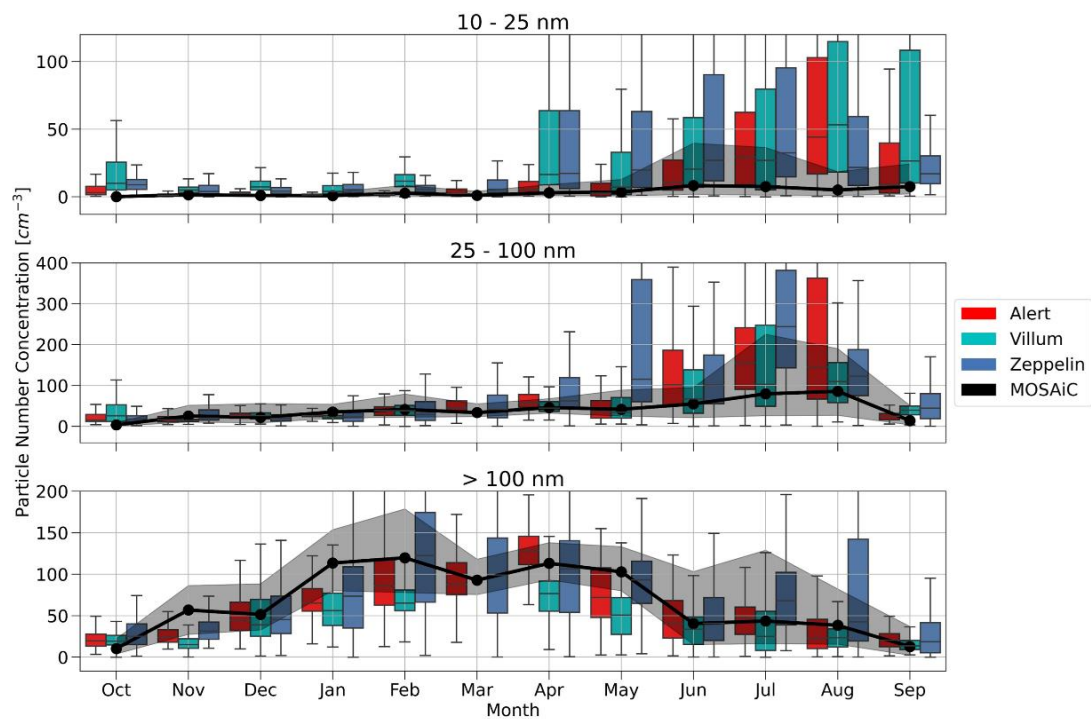 10 - 25 nm
100
50
0
25 - 100 nm
400
300
200
100
0
> 100 nm
200
150
100
50
0
Oct Nov Dec Jan Feb Mar Apr May Jun Jul Aug Sep
Month
Particle Number Concentration [cm⁻³]
Alert
Villum
Zeppelin
MOSAiC